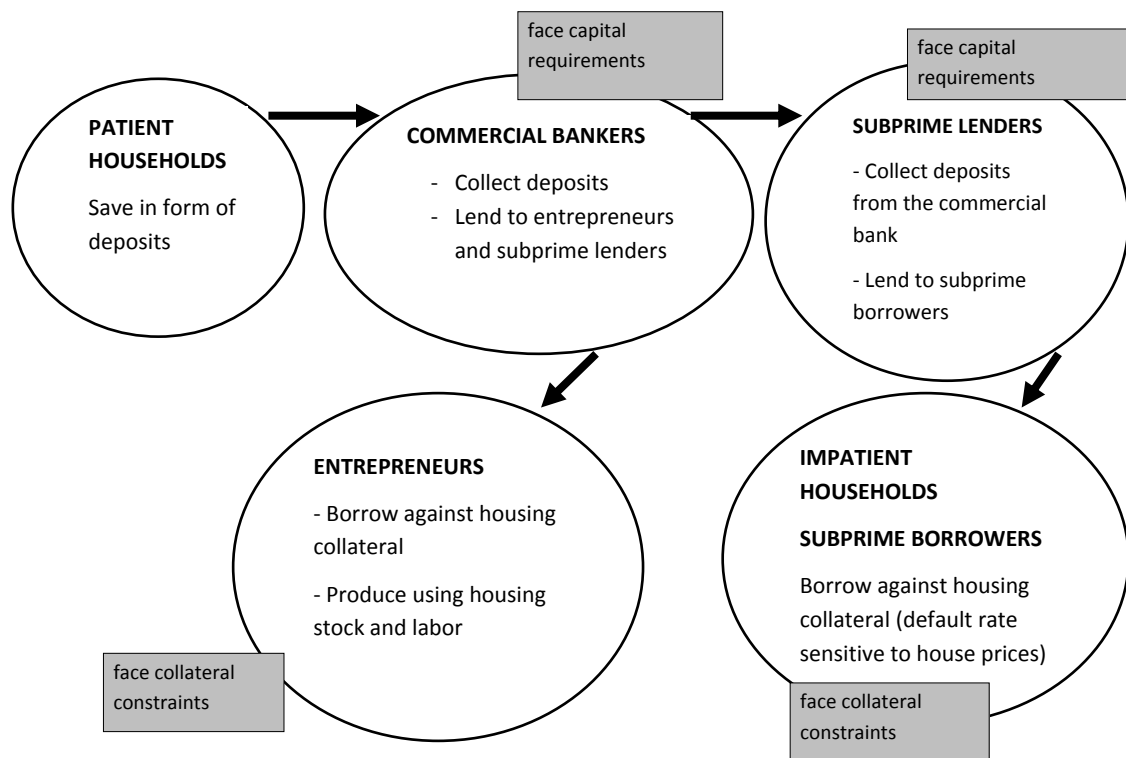 face capital
requirements
face capital
requirements
PATIENT
HOUSEHOLDS
Save in form of
deposits
COMMERCIAL BANKERS
- Collect deposits
- Lend to entrepreneurs
and subprime lenders
SUBPRIME LENDERS
- Collect deposits
from the commercial
bank
- Lend to subprime
borrowers
ENTREPRENEURS
- Borrow against housing
collateral
- Produce using housing
stock and labor
face collateral
constraints
IMPATIENT
HOUSEHOLDS
SUBPRIME BORROWERS
Borrow against housing
collateral (default rate
sensitive to house prices)
face collateral
constraints